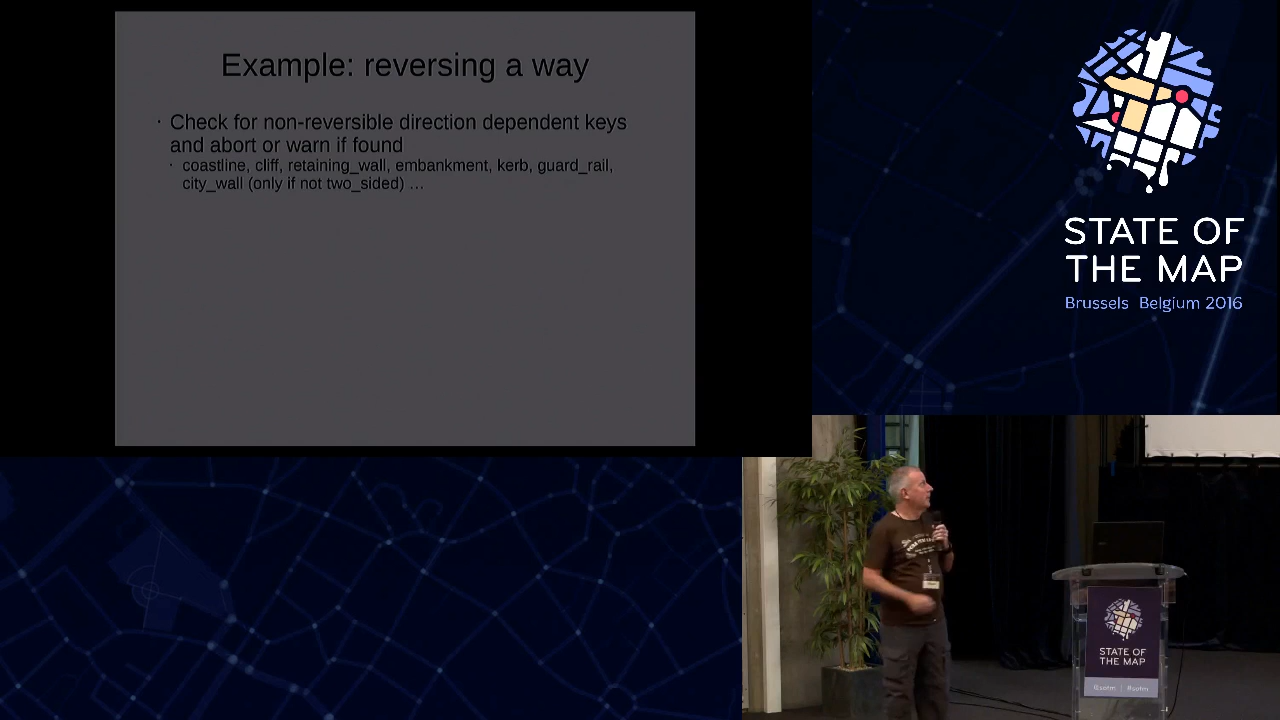 Example: reversing a way
· Check for non-reversible direction dependent keys
and abort or warn if found
· coastline, cliff, retaining_wall, embankment, kerb, guard_rail,
city_wall (only if not two_sided) …
STATE OF
THE MAP
Brussels Belgium 2016
STATE OF
THE MAP